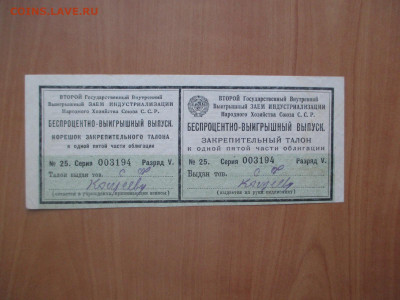 COINS.LAVE.RU
ВТОРОЙ Государственный Внутренний
Выигрышный ЗАЕМ ИНДУСТРИАЛИЗАЦИИ
Народного Хозяйства Союза С. С. Р.
БЕСПРОЦЕНТНО-ВЫИГРЫШНЫЙ ВЫПУСК.
КОРЕШОК ЗАКРЕПИТЕЛЬНОГО ТАЛОНА
к одной пятой части облигации
№ 25. Серия 003194 Разряд V.
Талон выдан тов.
ВТОРОЙ Государственный Внутренний
Выигрышный ЗАЕМ ИНДУСТРИАЛИЗАЦИИ
Народного Хозяйства Союза С. С. Р.
БЕСПРОЦЕНТНО-ВЫИГРЫШНЫЙ ВЫПУСК.
ЗАКРЕПИТЕЛЬНЫЙ ТАЛОН
к одной пятой части облигации
№ 25. Серия 003194 Разряд V.
Выдан тов.